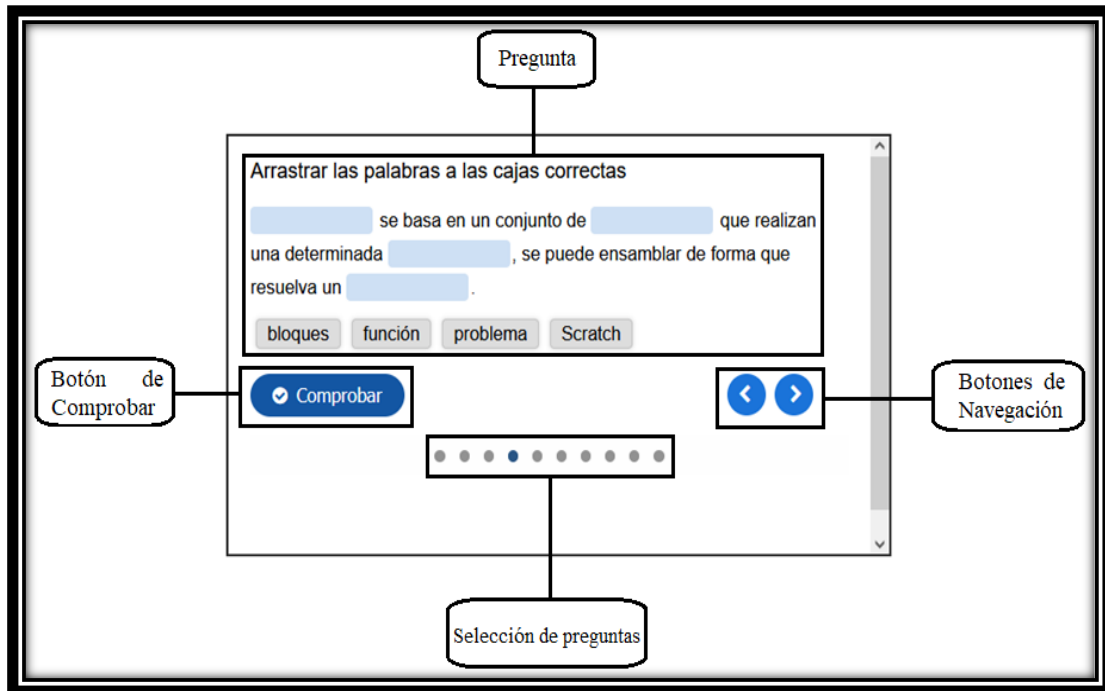 Pregunta
Arrastrar las palabras a las cajas correctas
se basa en un conjunto de que realizan
una determinada , se puede ensamblar de forma que
resuelva un .
bloques función problema Scratch
Botón de
Comprobar
Comprobar
Botones de
Navegación
Selección de preguntas